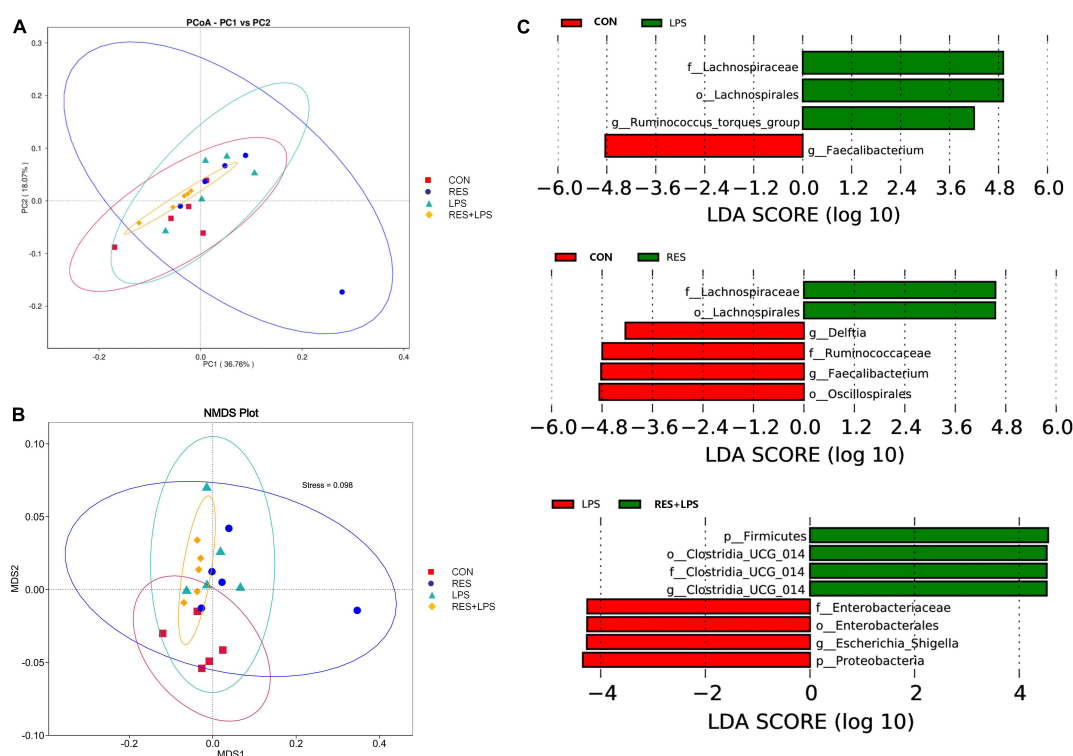 A
PCoA - PC1 vs PC2
PC2 ( 18.07%)
0.3
0.2
0.1
0.0
-0.1
-0.2
-0.2
0.0
0.2
0.4
PC1 ( 36.76%)
CON
RES
LPS
RES+LPS
B
NMDS Plot
Stress = 0.098
MDS2
0.10
0.05
0.00
-0.05
-0.10
-0.2
0.0
0.2
0.4
MDS1
CON
RES
LPS
RES+LPS
C
CON LPS
f__Lachnospiraceae
o__Lachnospirales
g__Ruminococcus_torques_group
g__Faecalibacterium
−6.0 −4.8 −3.6 −2.4 −1.2 0.0 1.2 2.4 3.6 4.8 6.0
LDA SCORE (log 10)
CON RES
f__Lachnospiraceae
o__Lachnospirales
g__Delftia
f__Ruminococcaceae
g__Faecalibacterium
o__Oscillospirales
−6.0 −4.8 −3.6 −2.4 −1.2 0.0 1.2 2.4 3.6 4.8 6.0
LDA SCORE (log 10)
LPS RES+LPS
p__Firmicutes
o__Clostridia_UCG_014
f__Clostridia_UCG_014
g__Clostridia_UCG_014
f__Enterobacteriaceae
o__Enterobacterales
g__Escherichia_Shigella
p__Proteobacteria
−4 −2 0 2 4
LDA SCORE (log 10)